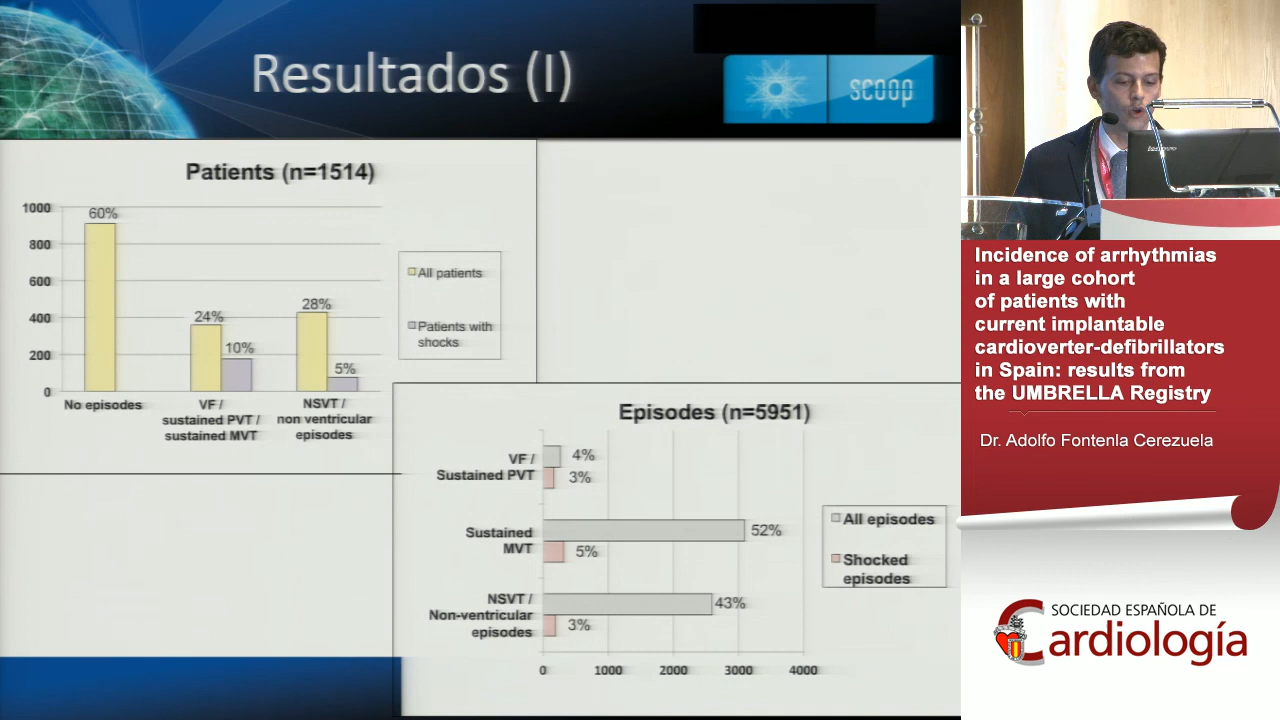 Resultados (I)
scoop
Patients (n=1514)
1000
800
600
400
200
0
60%
24%
10%
28%
5%
No episodes
VF /
sustained PVT /
sustained MVT
NSVT /
non ventricular
episodes
All patients
Patients with
shocks
Episodes (n=5951)
VF /
Sustained PVT
4%
3%
Sustained
MVT
52%
5%
NSVT /
Non-ventricular
episodes
43%
3%
0
1000
2000
3000
4000
All episodes
Shocked
episodes
lenovo
Incidence of arrhythmias
in a large cohort
of patients with
current implantable
cardioverter-defibrillators
in Spain: results from
the UMBRELLA Registry
Dr. Adolfo Fontenla Cerezuela
SOCIEDAD ESPAÑOLA DE
Cardiología